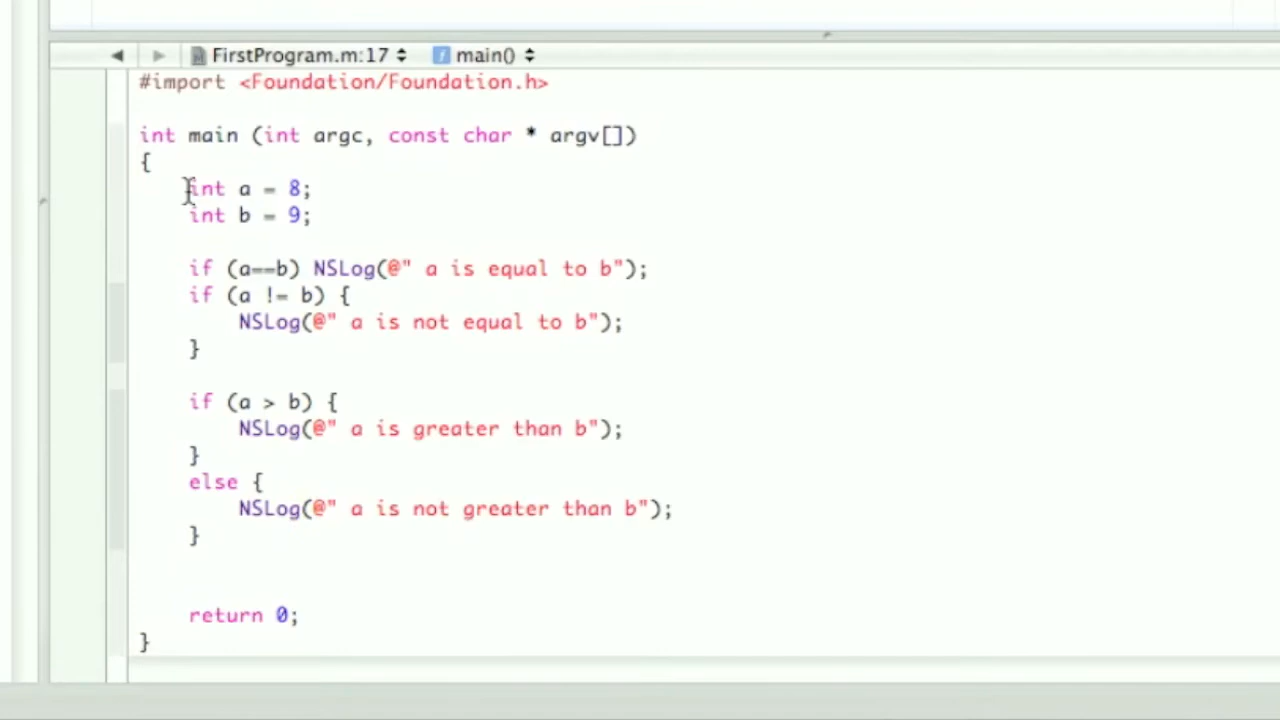 FirstProgram.m:17 main()
#import <Foundation/Foundation.h>
int main (int argc, const char * argv[])
{
int a = 8;
int b = 9;
if (a==b) NSLog(@" a is equal to b");
if (a != b) {
NSLog(@" a is not equal to b");
}
if (a > b) {
NSLog(@" a is greater than b");
}
else {
NSLog(@" a is not greater than b");
}
return 0;
}